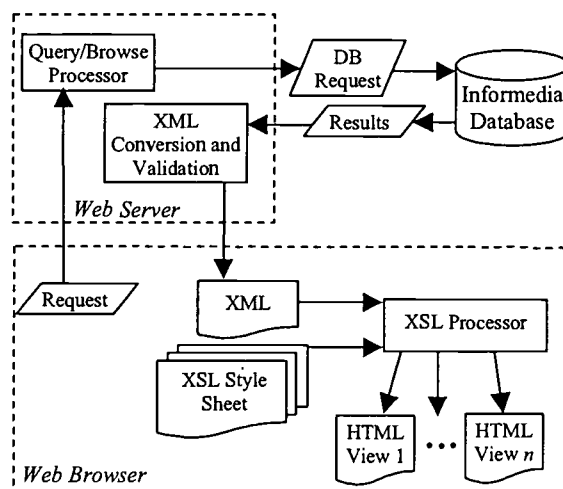 Query/Browse
Processor
DB
Request
Informedia
Database
XML
Conversion and
Validation
Results
Web Server
Request
XML
XSL Processor
XSL Style
Sheet
HTML
View 1
...
HTML
View n
Web Browser